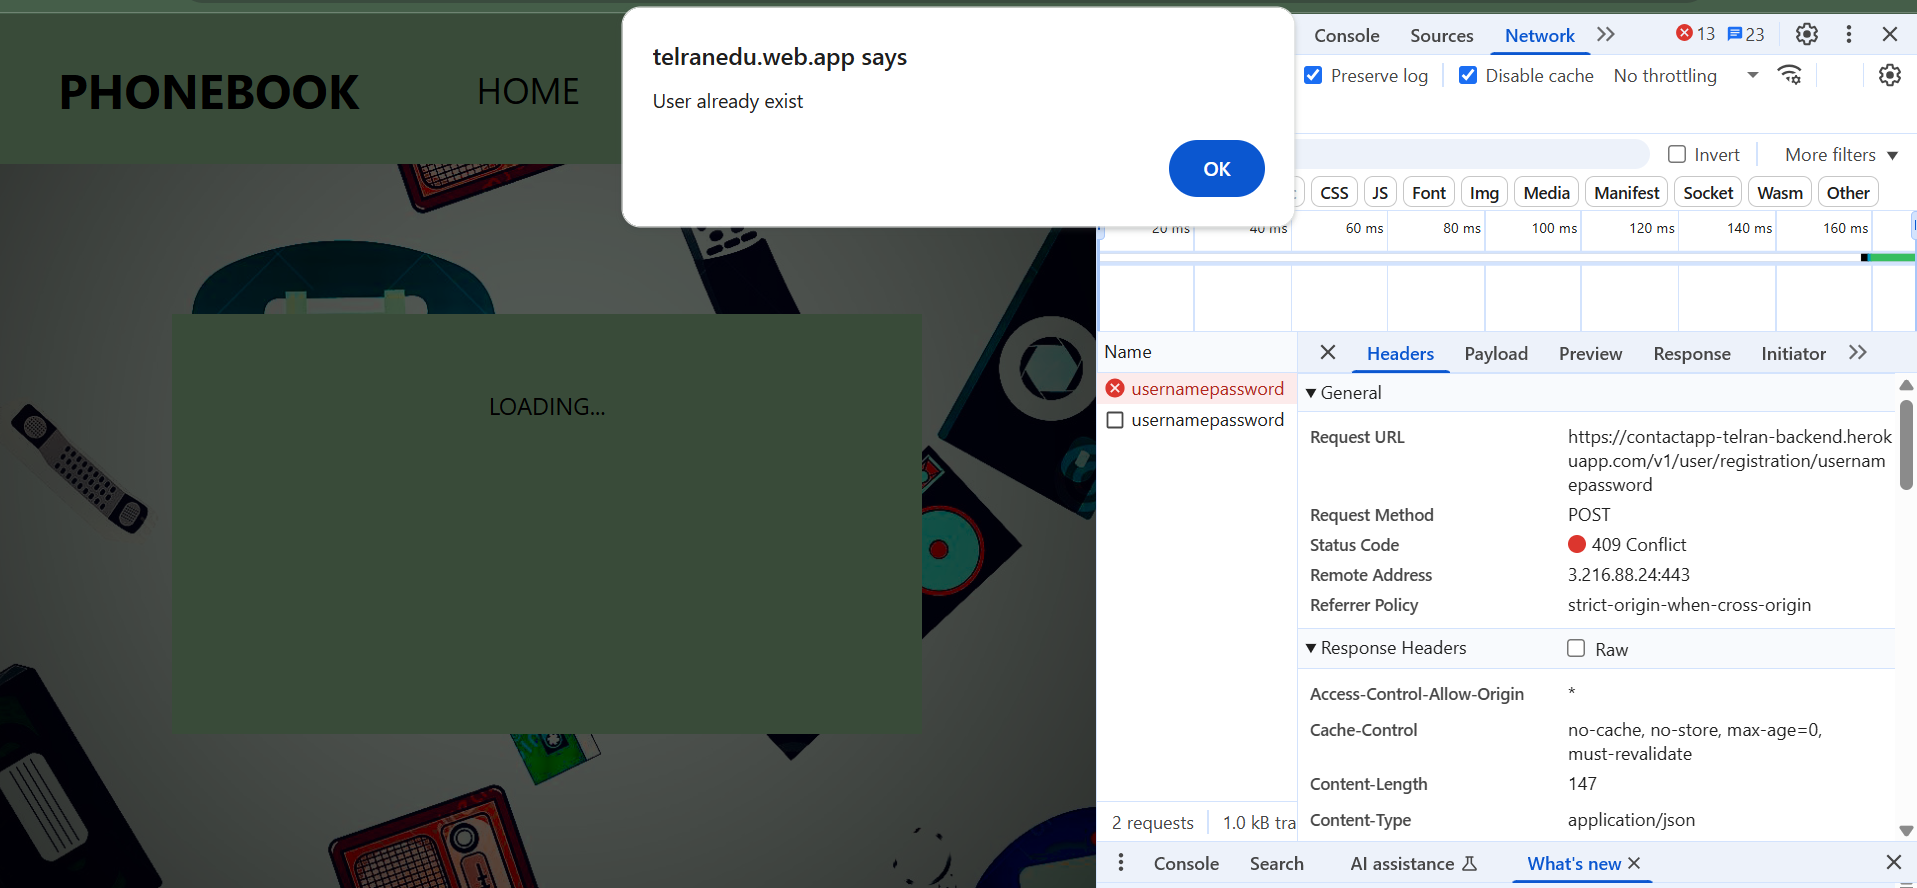 PHONEBOOK
HOME
telranedu.web.app says
User already exist
OK
LOADING...
Console
Sources
Network
13
23
Preserve log
Disable cache
No throttling
Invert
More filters
CSS
JS
Font
Img
Media
Manifest
Socket
Wasm
Other
20 ms
40 ms
60 ms
80 ms
100 ms
120 ms
140 ms
160 ms
Name
Headers
Payload
Preview
Response
Initiator
usernamepassword
usernamepassword
General
Request URL
https://contactapp-telran-backend.herok
uapp.com/v1/user/registration/usernam
epassword
Request Method
POST
Status Code
409 Conflict
Remote Address
3.216.88.24:443
Referrer Policy
strict-origin-when-cross-origin
Response Headers
Raw
Access-Control-Allow-Origin
*
Cache-Control
no-cache, no-store, max-age=0,
must-revalidate
Content-Length
147
Content-Type
application/json
2 requests
1.0 kB tra
Console
Search
AI assistance
What's new